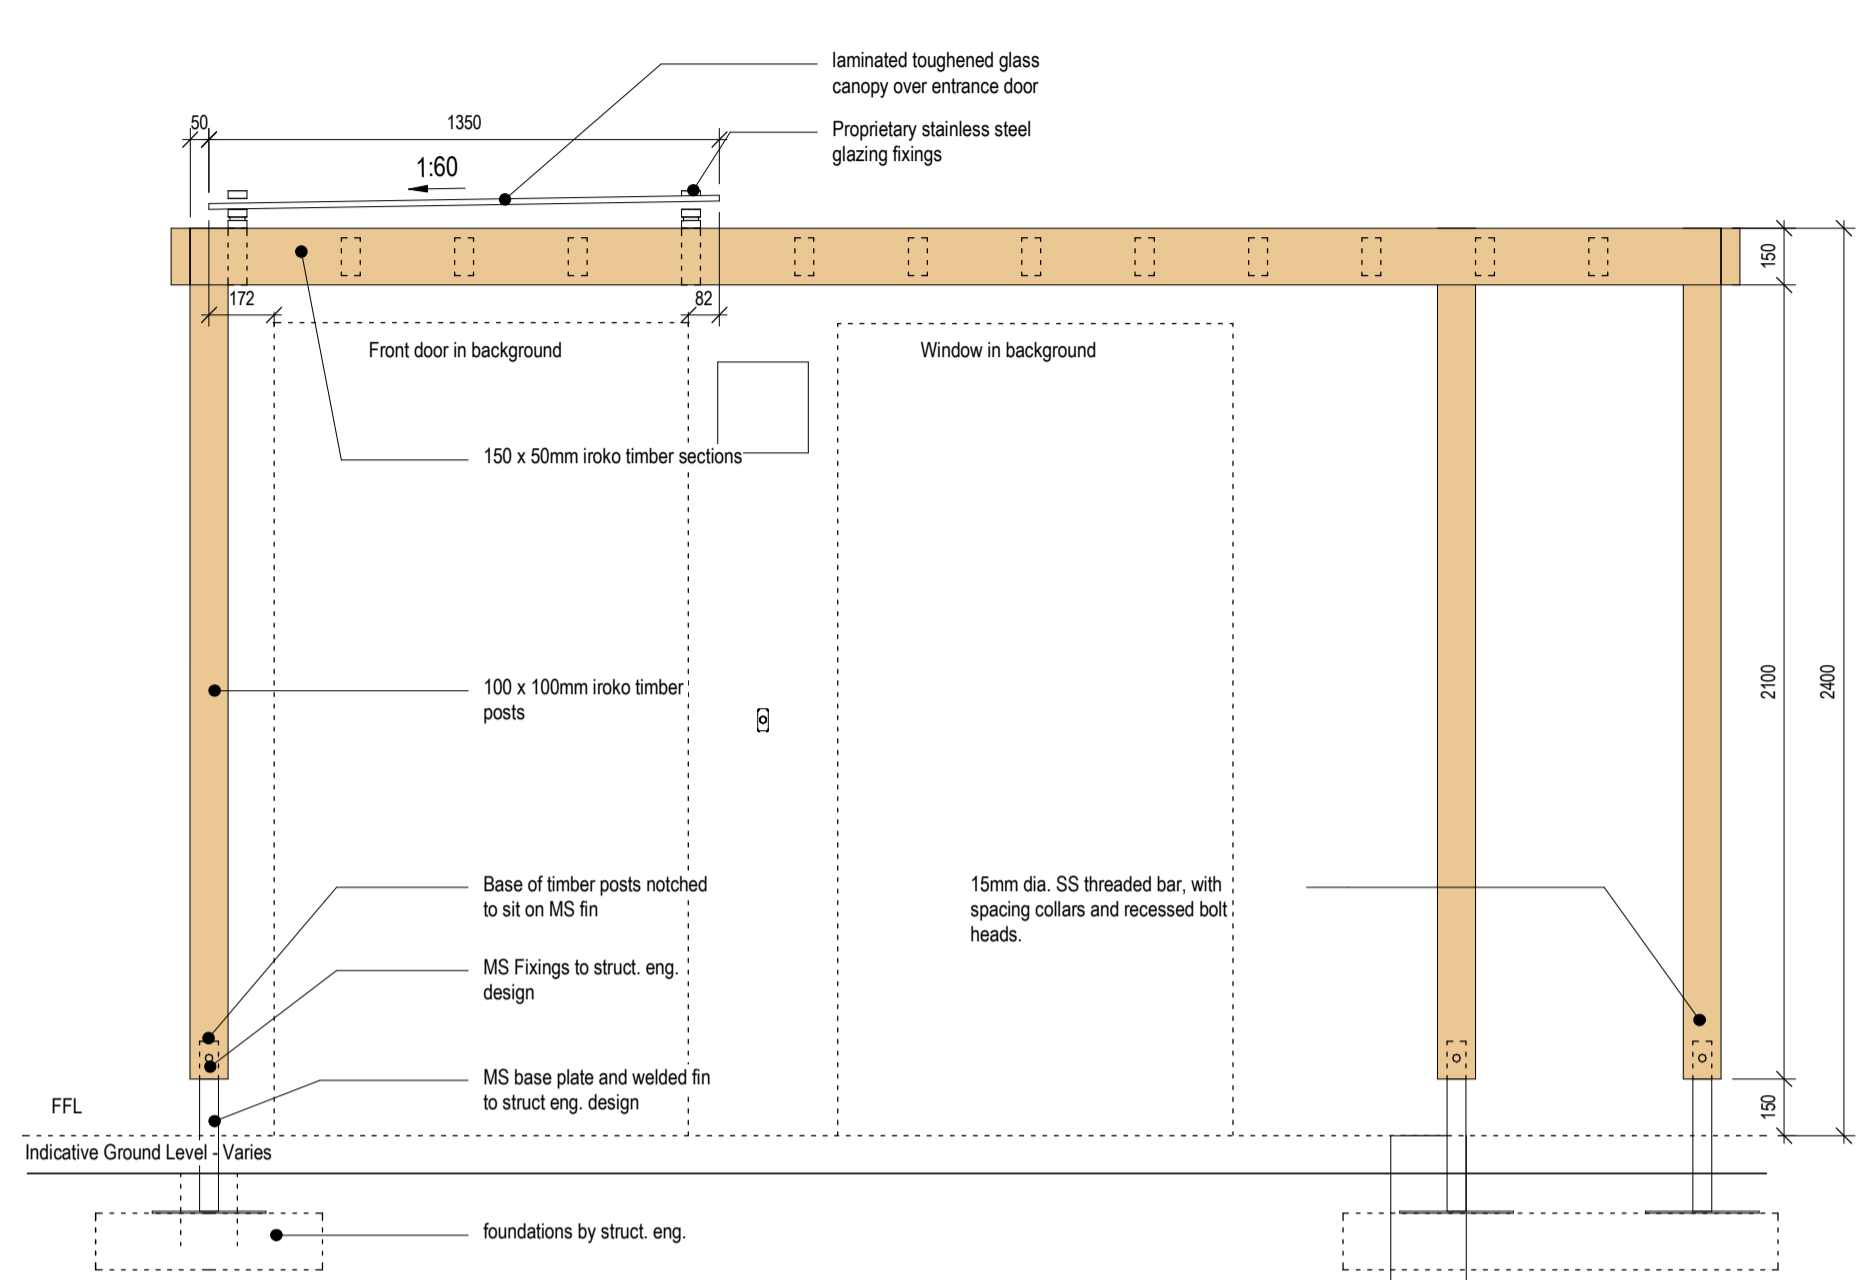 laminated toughened glass
canopy over entrance door
Proprietary stainless steel
glazing fixings
50
1350
1:60
150
172
82
Front door in background
Window in background
150 x 50mm iroko timber sections
100 x 100mm iroko timber
posts
2100
2400
Base of timber posts notched
to sit on MS fin
15mm dia. SS threaded bar, with
spacing collars and recessed bolt
heads.
MS Fixings to struct. eng.
design
MS base plate and welded fin
to struct eng. design
150
FFL
Indicative Ground Level - Varies
foundations by struct. eng.